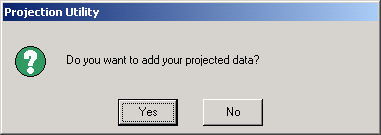 Projection Utility
Do you want to add your projected data?
Yes No